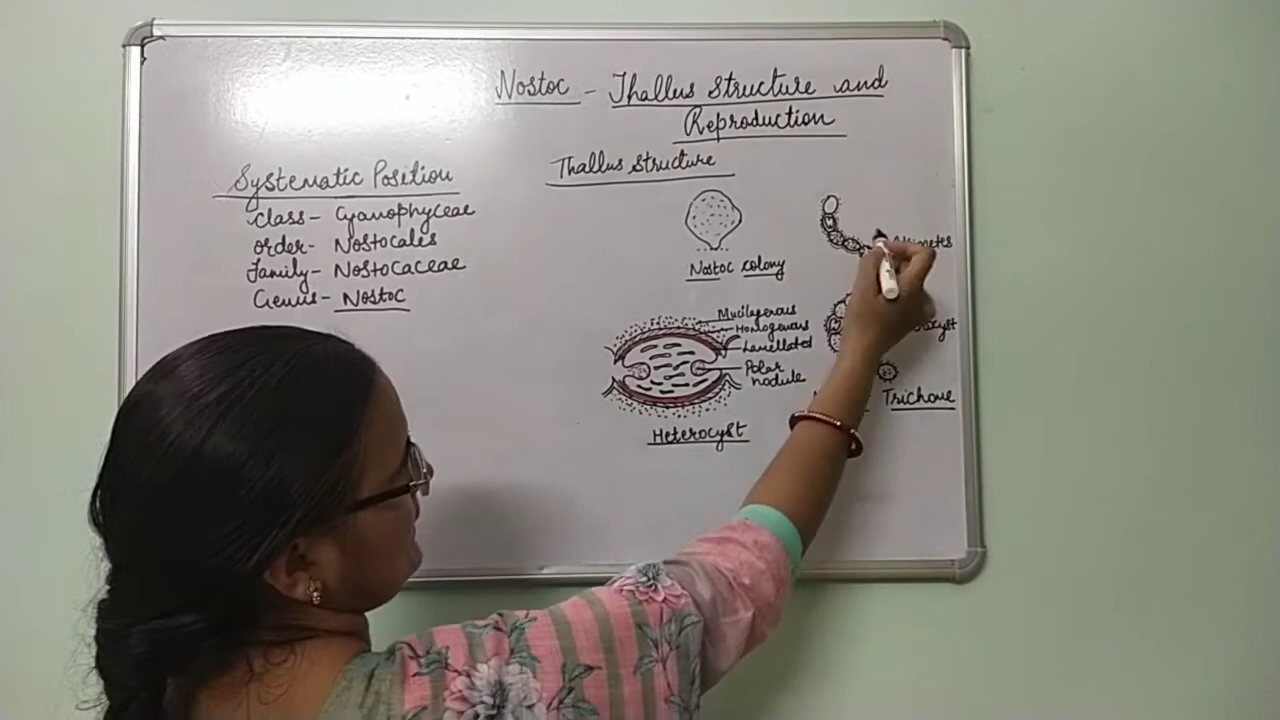 Nostoc - Thallus Structure and
Reproduction
Systematic Position
Class - Cyanophyceae
Order - Nostocales
Family - Nostocaceae
Genus - Nostoc
Thallus Structure
Nostoc colony
Mucilagenous
Homogenous
Lamellated
Polar
nodule
Heterocyst
Trichome